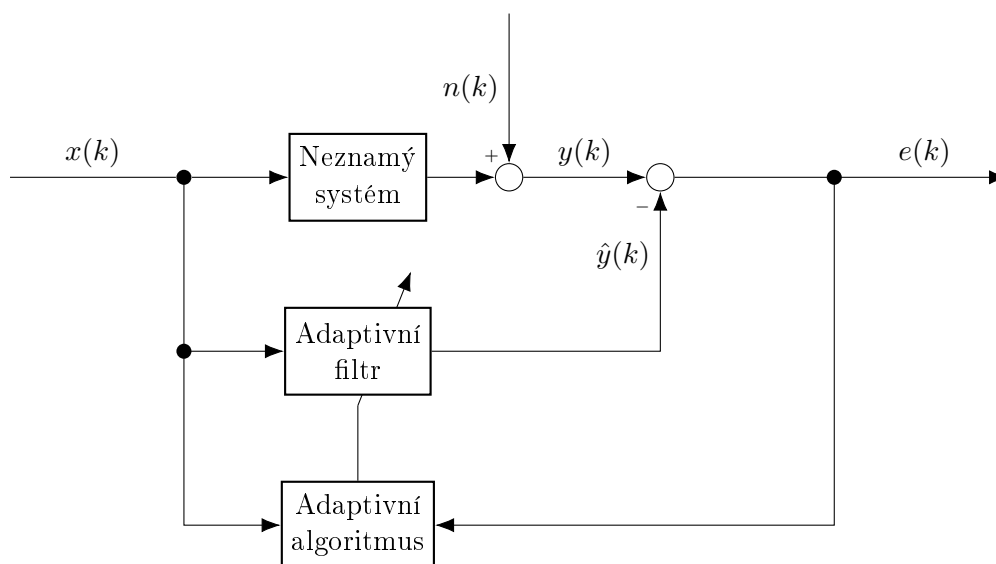 n(k)
x(k)
Neznamý
systém
+
y(k)
e(k)
−
ŷ(k)
Adaptivní
filtr
Adaptivní
algoritmus